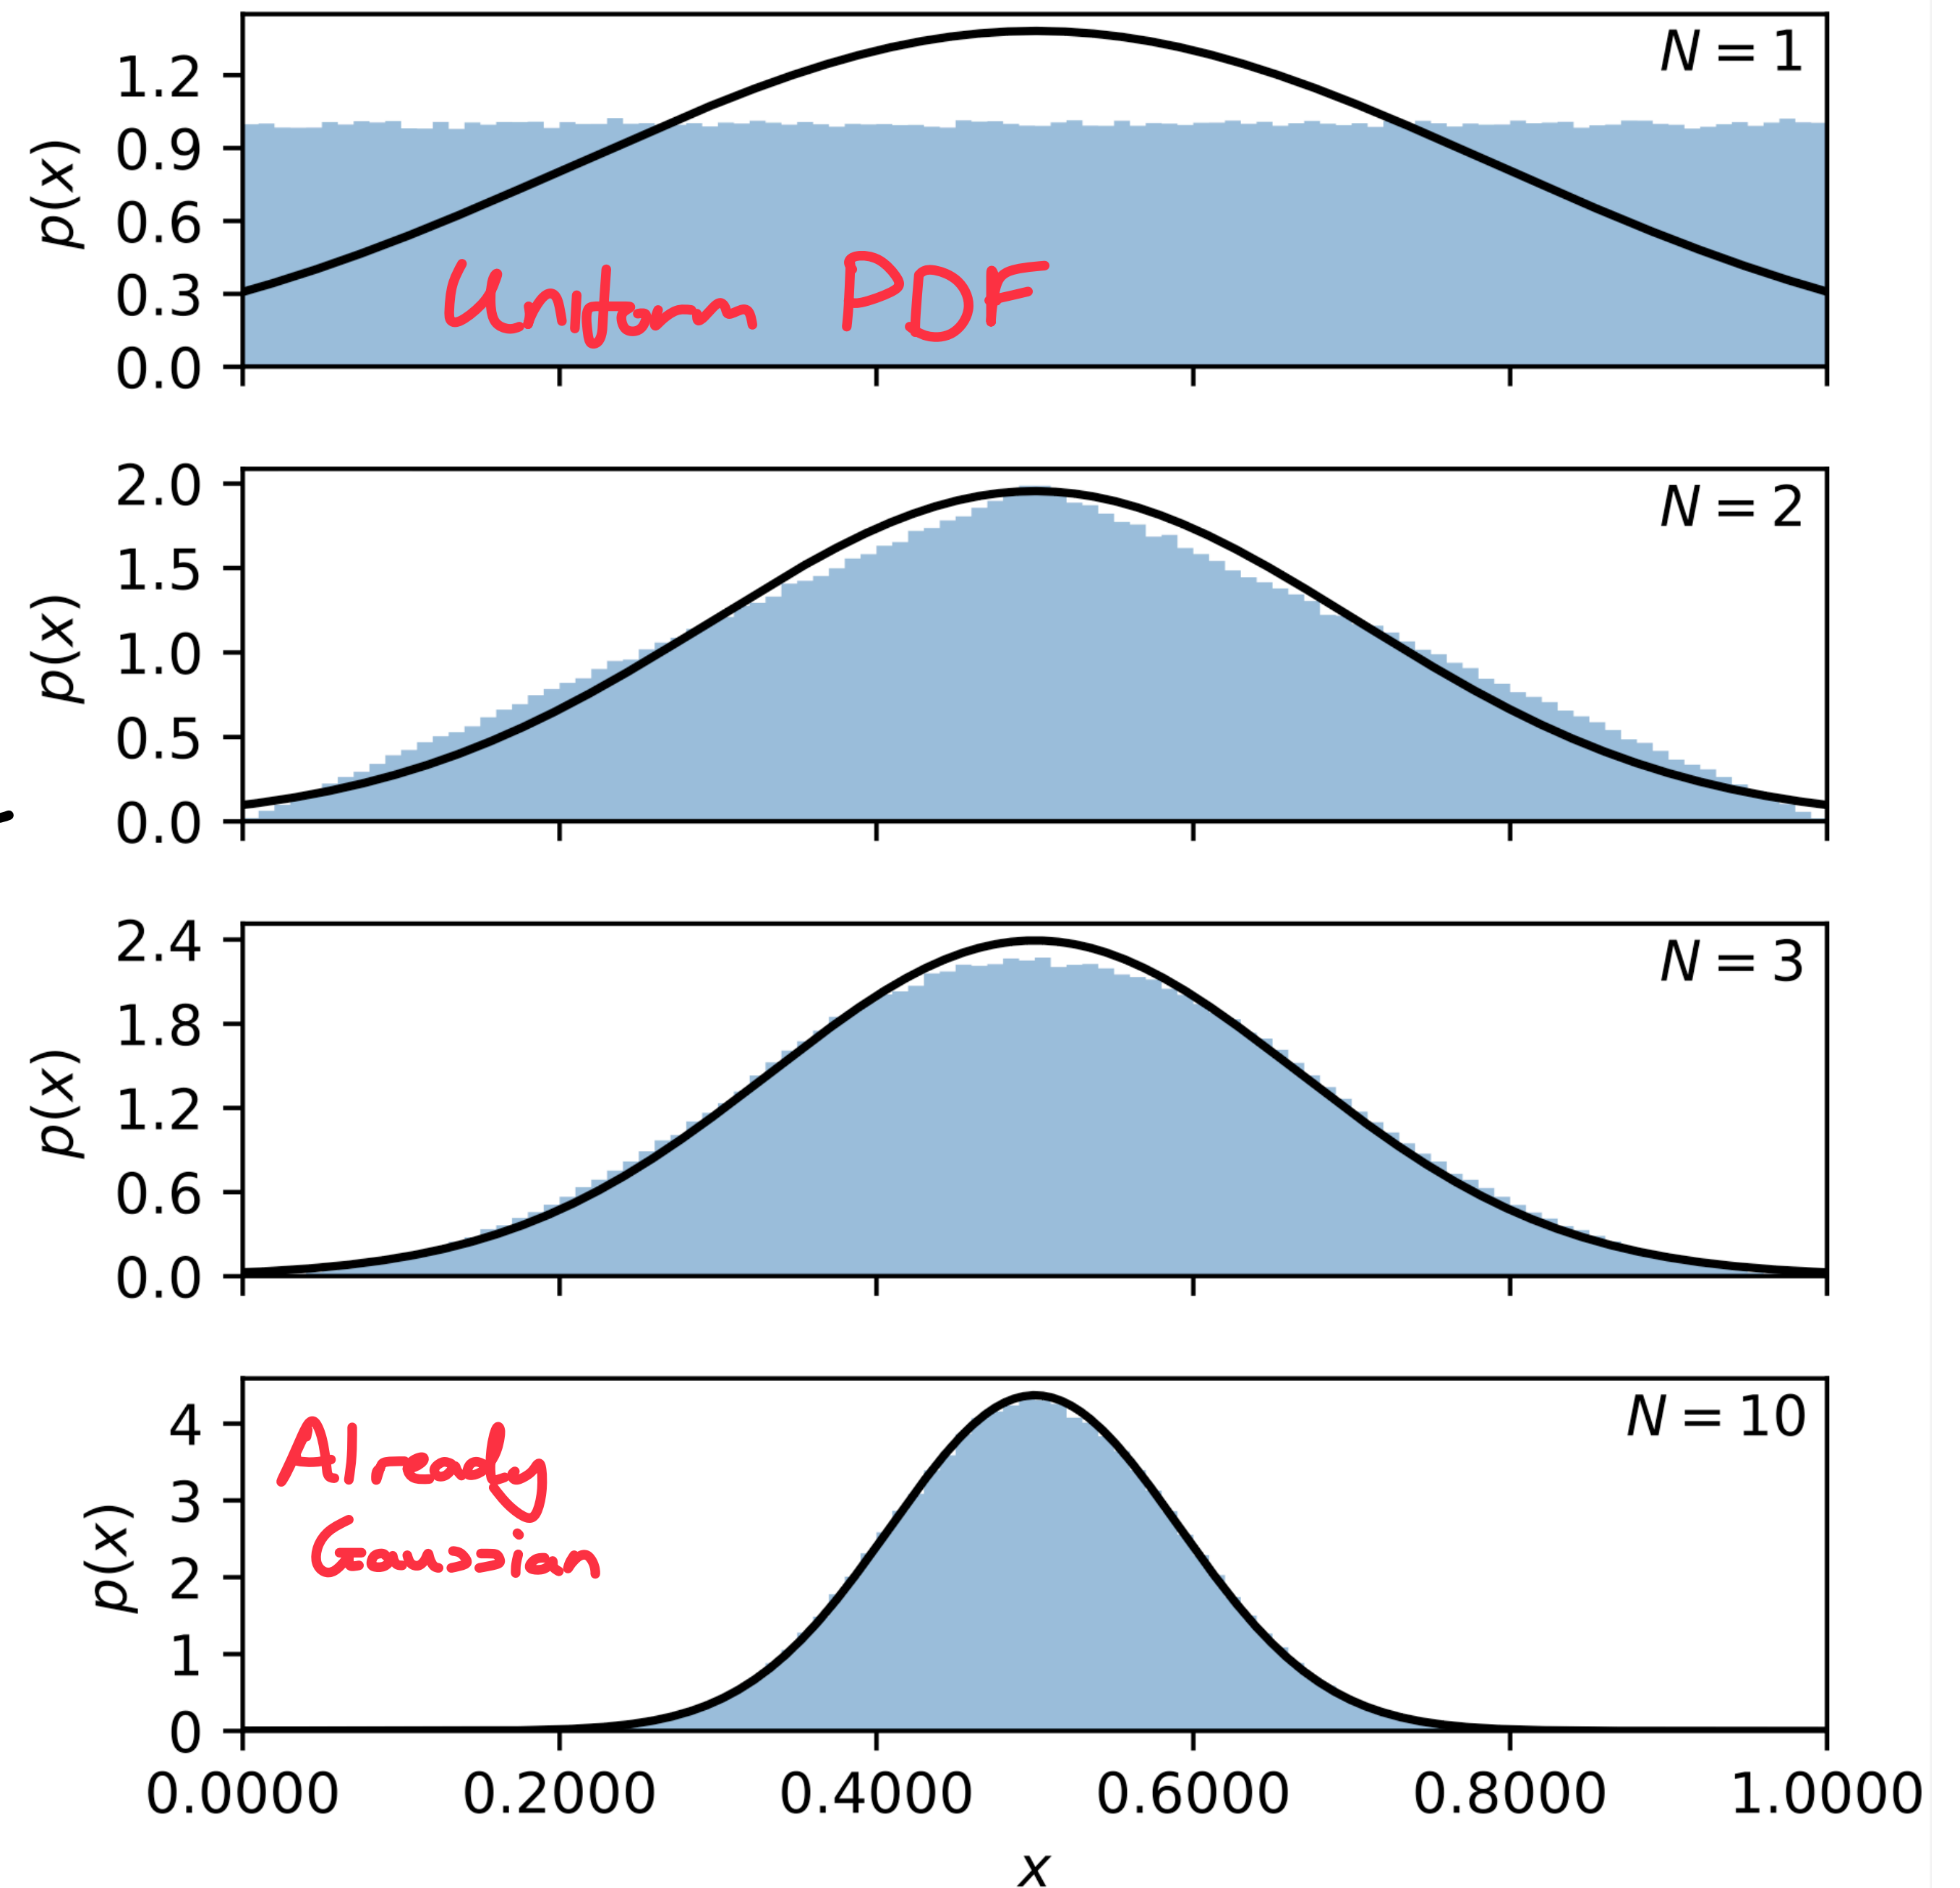 N = 1
1.2
0.9
0.6
0.3
0.0
p(x)
Uniform PDF
N = 2
2.0
1.5
1.0
0.5
0.0
p(x)
N = 3
2.4
1.8
1.2
0.6
0.0
p(x)
N = 10
4
3
2
1
0
p(x)
Already
Gaussian
0.0000 0.2000 0.4000 0.6000 0.8000 1.0000
x